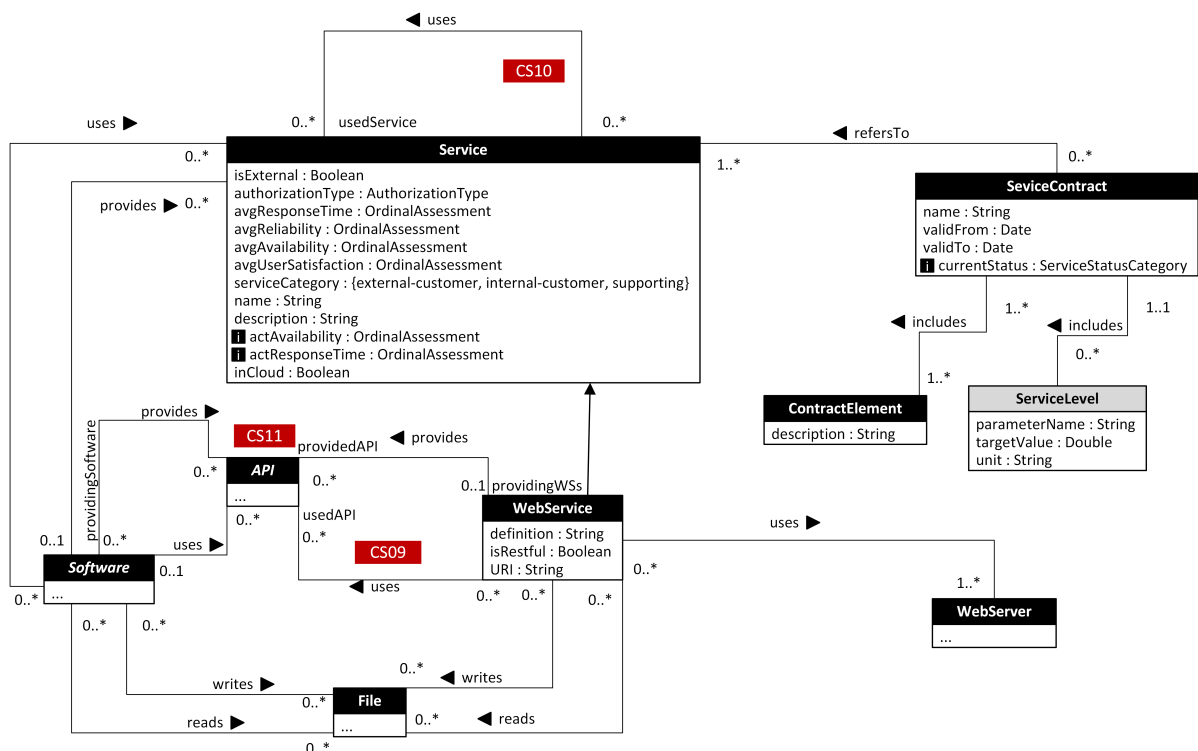 ◄ uses
CS10
uses ►
0..*
usedService
0..*
◄ refersTo
0..*
1..*
0..*
provides ►
0..*
Service
isExternal : Boolean
authorizationType : AuthorizationType
avgResponseTime : OrdinalAssessment
avgReliability : OrdinalAssessment
avgAvailability : OrdinalAssessment
avgUserSatisfaction : OrdinalAssessment
serviceCategory : {external-customer, internal-customer, supporting}
name : String
description : String
i actAvailability : OrdinalAssessment
i actResponseTime : OrdinalAssessment
inCloud : Boolean
SeviceContract
name : String
validFrom : Date
validTo : Date
i currentStatus : ServiceStatusCategory
1..*
1..1
◄ includes
◄ includes
0..*
1..*
ContractElement
description : String
ServiceLevel
parameterName : String
targetValue : Double
unit : String
provides ►
CS11
providedAPI
◄ provides
providingSoftware
0..*
API
...
0..*
0..1
providingWSs
WebService
definition : String
isRestful : Boolean
URI : String
usedAPI
0..*
0..*
CS09
◄ uses
uses ►
0..1
0..*
uses ►
0..1
Software
...
0..*
0..*
0..*
0..*
0..*
0..*
0..*
1..*
WebServer
...
writes ►
0..*
0..*
◄ writes
File
...
reads ►
0..*
0..*
◄ reads